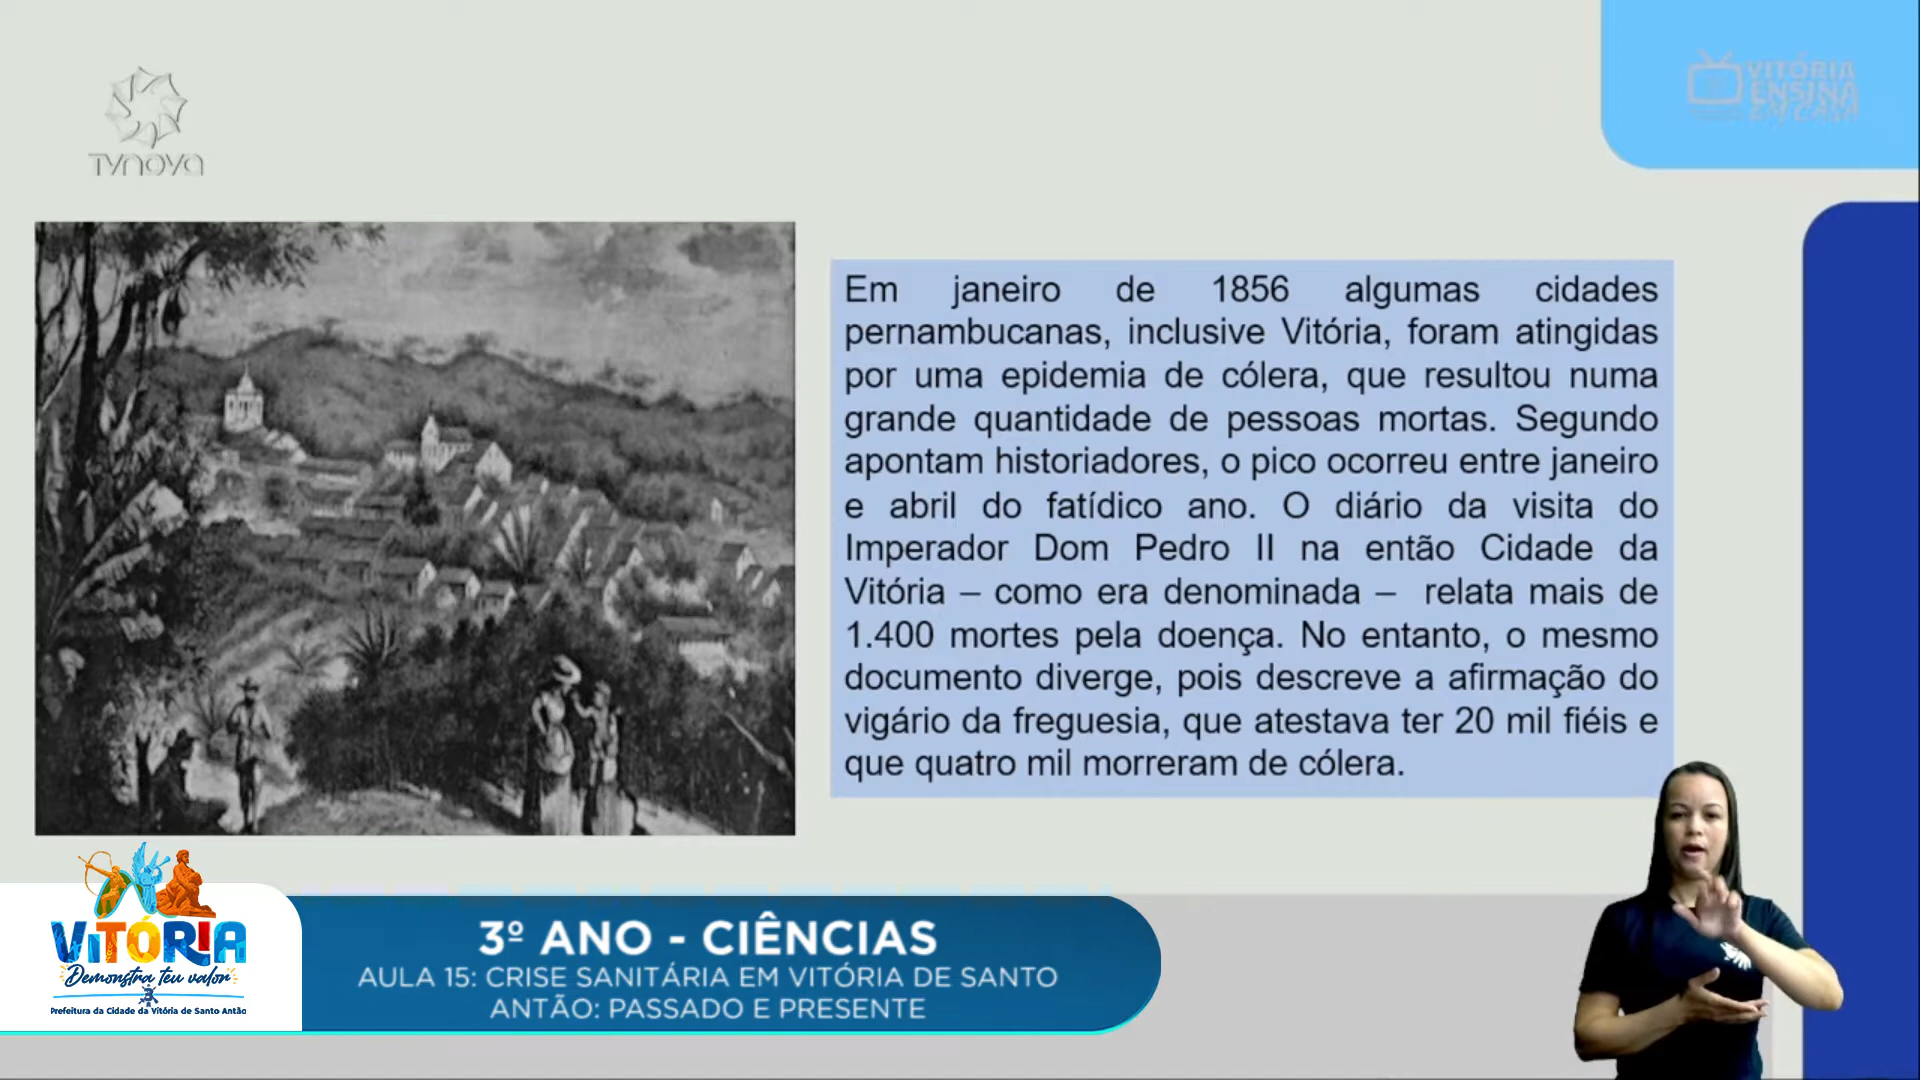 TVNOVA
VITÓRIA
ENSINA
EM CASA
Em janeiro de 1856 algumas cidades
pernambucanas, inclusive Vitória, foram atingidas
por uma epidemia de cólera, que resultou numa
grande quantidade de pessoas mortas. Segundo
apontam historiadores, o pico ocorreu entre janeiro
e abril do fatídico ano. O diário da visita do
Imperador Dom Pedro II na então Cidade da
Vitória – como era denominada – relata mais de
1.400 mortes pela doença. No entanto, o mesmo
documento diverge, pois descreve a afirmação do
vigário da freguesia, que atestava ter 20 mil fiéis e
que quatro mil morreram de cólera.
VITÓRIA
Demonstra teu valor
Prefeitura da Cidade da Vitória de Santo Antão
3º ANO - CIÊNCIAS
AULA 15: CRISE SANITÁRIA EM VITÓRIA DE SANTO
ANTÃO: PASSADO E PRESENTE